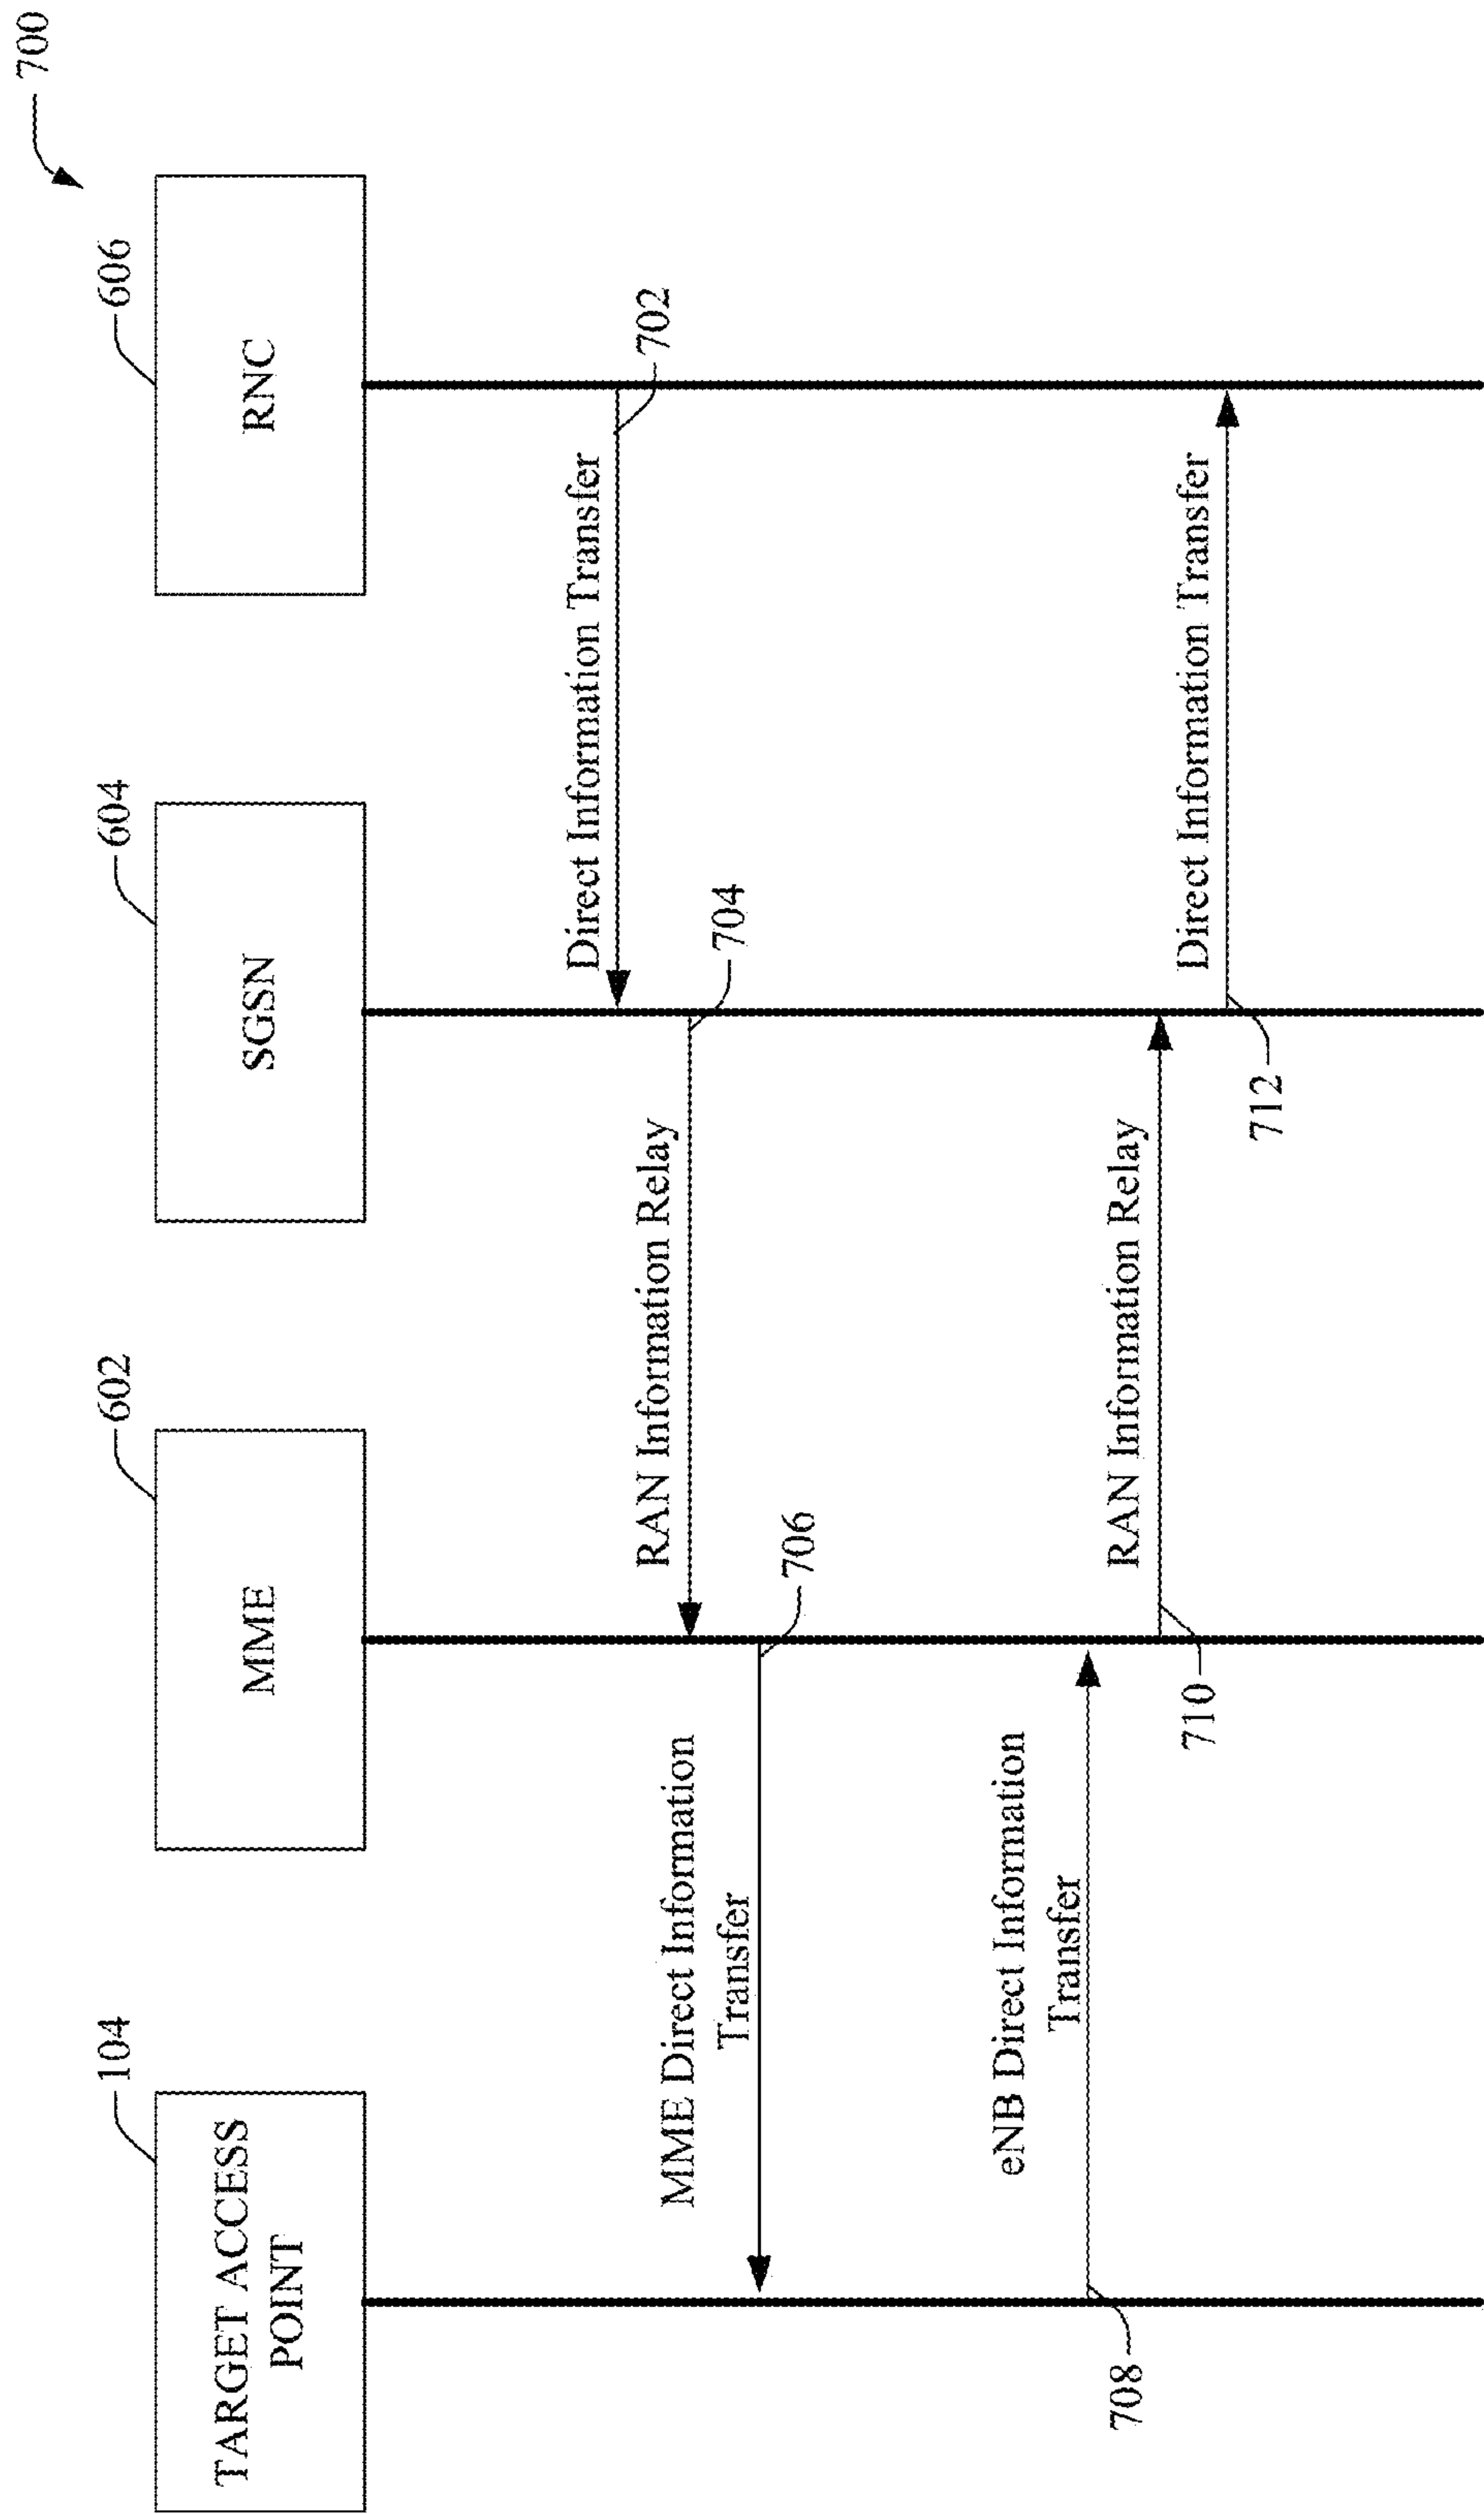 700
104
602
604
606
TARGET ACCESS
POINT
MME
SGSN
RNC
Direct Information Transfer
702
RAN Information Relay
704
MME Direct Information
Transfer
706
eNB Direct Information
Transfer
708
RAN Information Relay
710
Direct Information Transfer
712